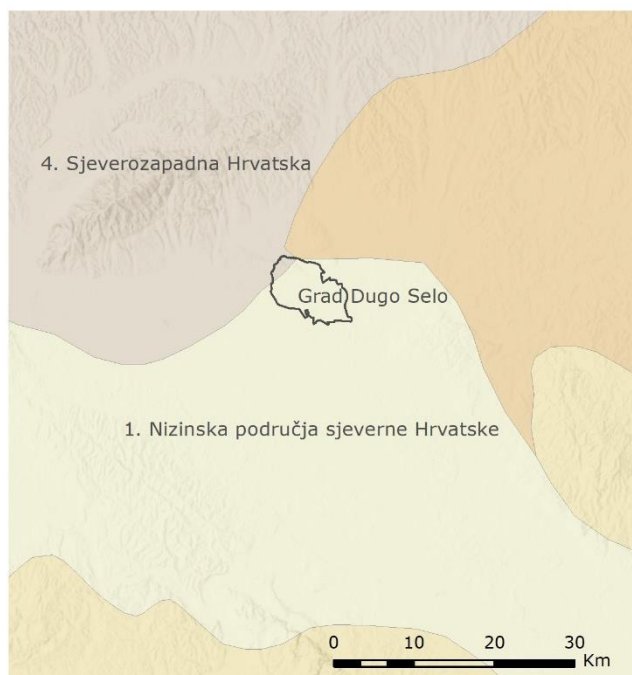 4. Sjeverozapadna Hrvatska
Grad Dugo Selo
1. Nizinska područja sjeverne Hrvatske
0 10 20 30
Km